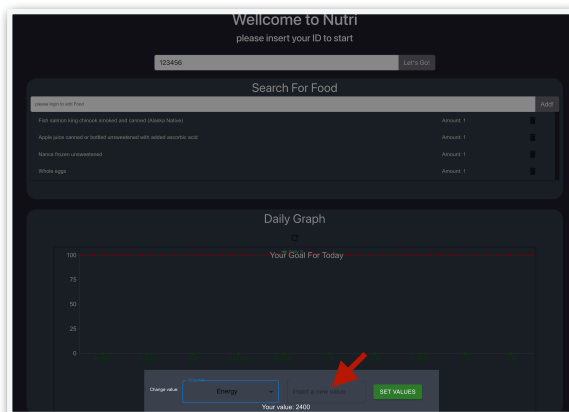 Wellcome to Nutri
please insert your ID to start
123456
Let's Go!
Search For Food
please login to add Food
Add!
Fish salmon king chinook smoked and canned (Alaska Native)
Amount: 1
Apple juice canned or bottled unsweetened with added ascorbic acid
Amount: 1
Nance frozen unsweetened
Amount: 1
Whole eggs
Amount: 1
Daily Graph
Your Goal For Today
100
75
50
25
0
Change value:
Energy
Insert a new value
SET VALUES
Your value: 2400